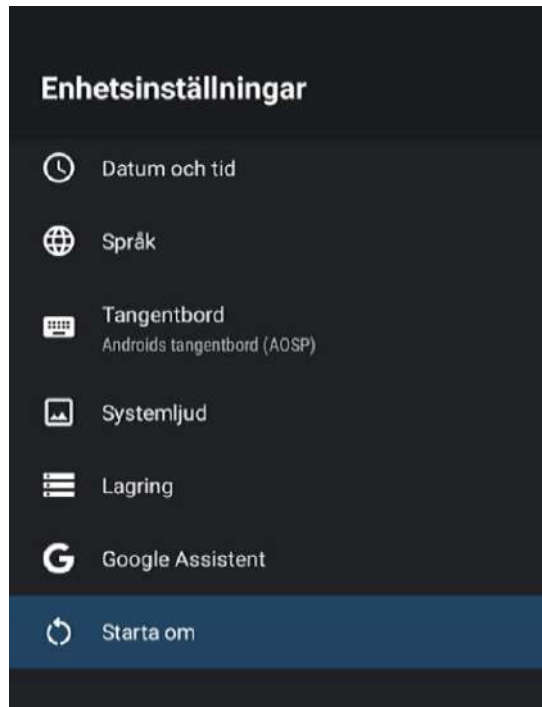 Enhetsinställningar
Datum och tid
Språk
Tangentbord
Androids tangentbord (AOSP)
Systemljud
Lagring
Google Assistent
Starta om